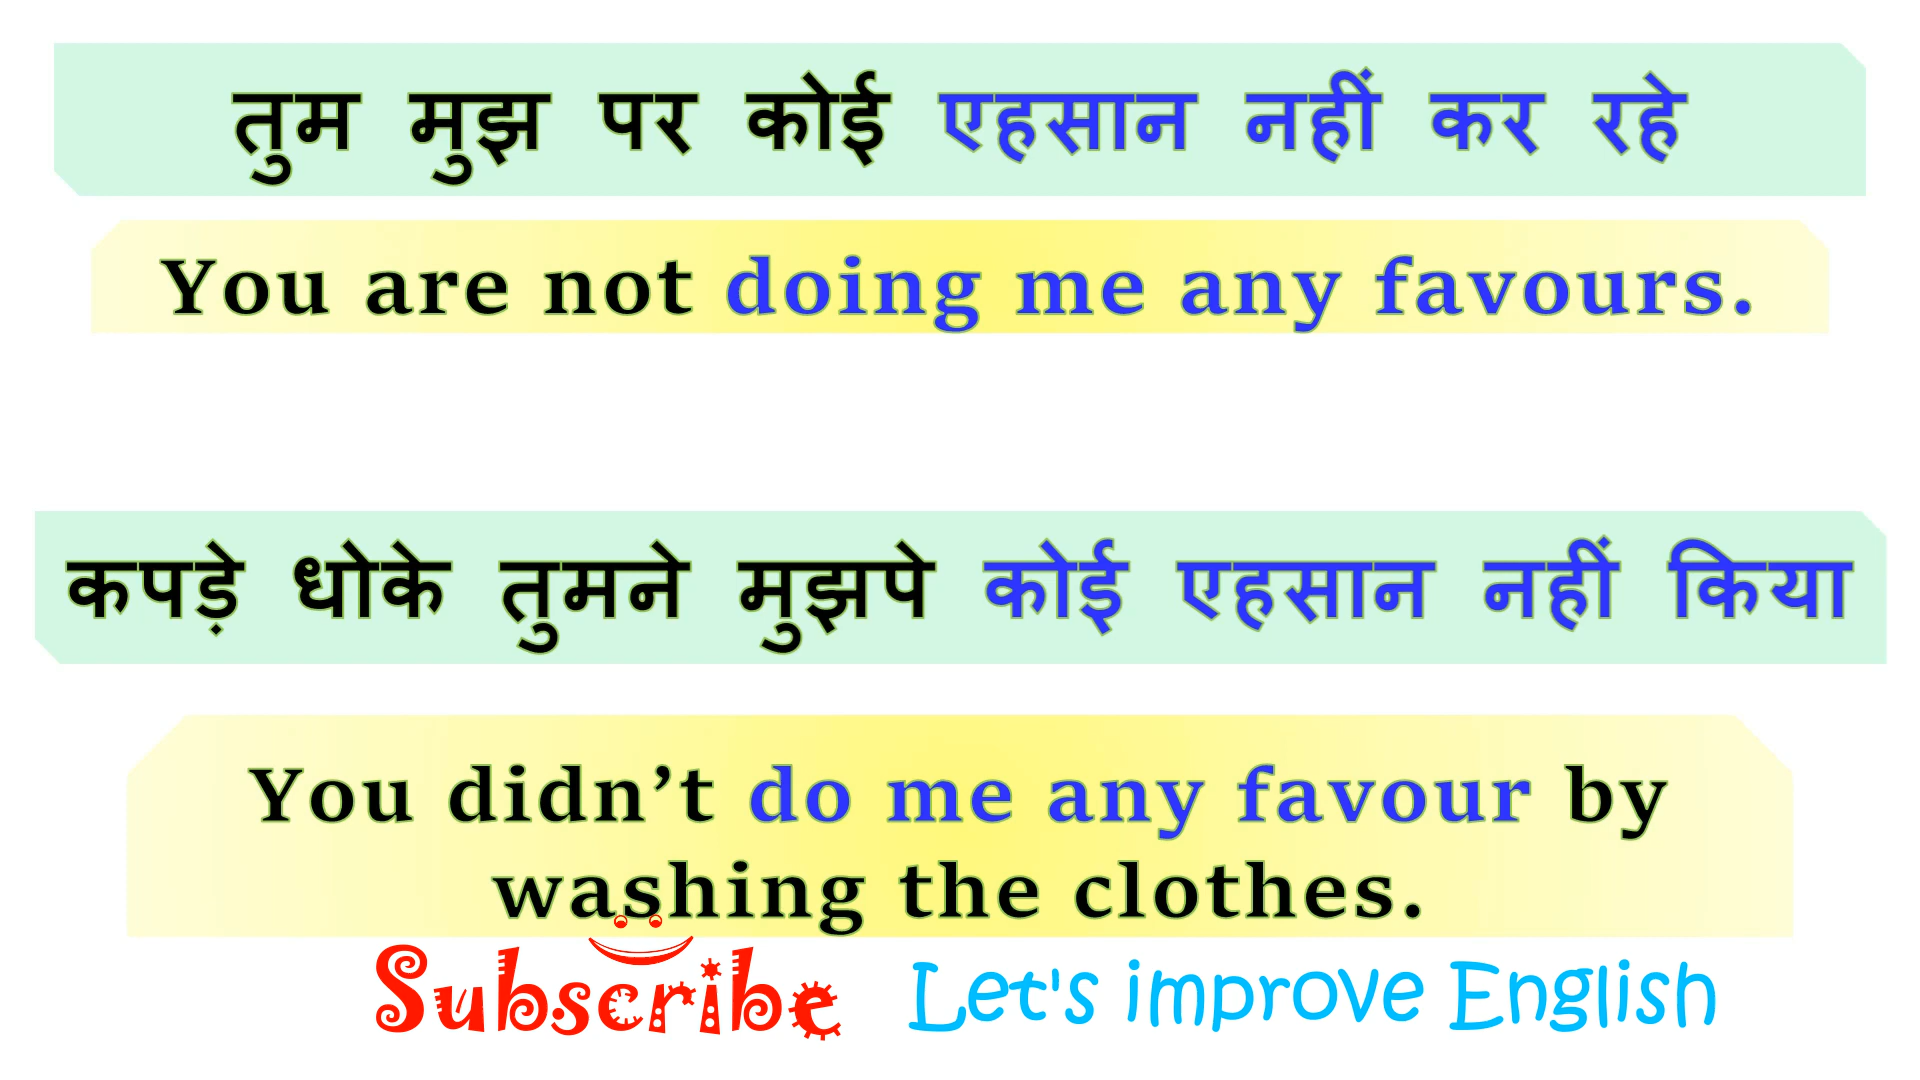 तुम मुझ पर कोई एहसान नहीं कर रहे
You are not doing me any favours.
कपड़े धोके तुमने मुझपे कोई एहसान नहीं किया
You didn’t do me any favour by
washing the clothes.
Subscribe Let's improve English